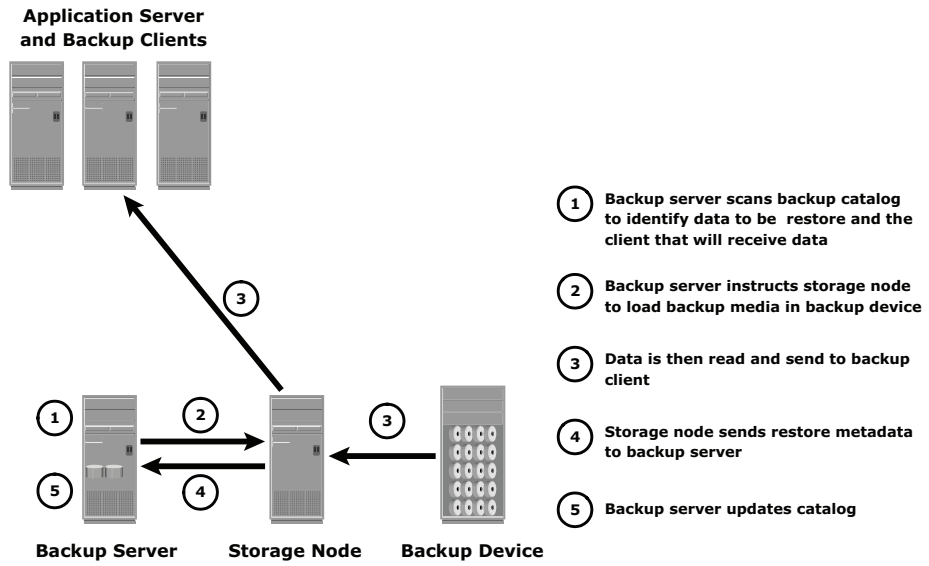 Application Server
and Backup Clients
3
1
2
3
5
4
Backup Server
Storage Node
Backup Device
1
Backup server scans backup catalog
to identify data to be  restore and the
client that will receive data
2
Backup server instructs storage node
to load backup media in backup device
3
Data is then read and send to backup
client
4
Storage node sends restore metadata
to backup server
5
Backup server updates catalog